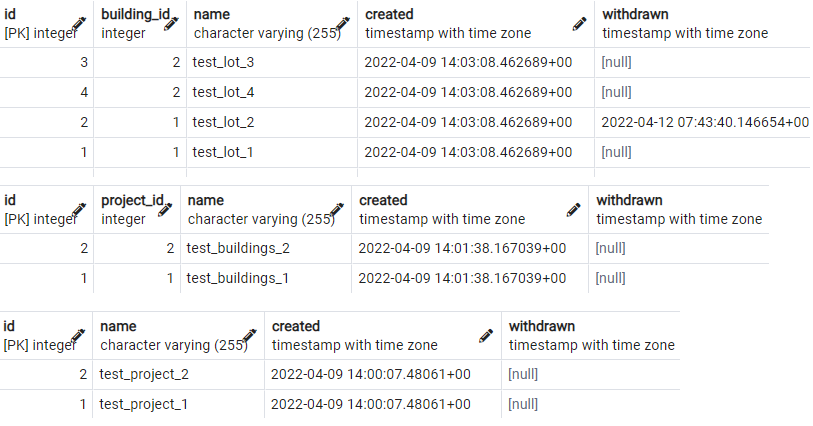 id building_id name created withdrawn
[PK] integer integer character varying (255) timestamp with time zone timestamp with time zone
3 2 test_lot_3 2022-04-09 14:03:08.462689+00 [null]
4 2 test_lot_4 2022-04-09 14:03:08.462689+00 [null]
2 1 test_lot_2 2022-04-09 14:03:08.462689+00 2022-04-12 07:43:40.146654+00
1 1 test_lot_1 2022-04-09 14:03:08.462689+00 [null]
id project_id name created withdrawn
[PK] integer integer character varying (255) timestamp with time zone timestamp with time zone
2 2 test_buildings_2 2022-04-09 14:01:38.167039+00 [null]
1 1 test_buildings_1 2022-04-09 14:01:38.167039+00 [null]
id name created withdrawn
[PK] integer character varying (255) timestamp with time zone timestamp with time zone
2 test_project_2 2022-04-09 14:00:07.48061+00 [null]
1 test_project_1 2022-04-09 14:00:07.48061+00 [null]